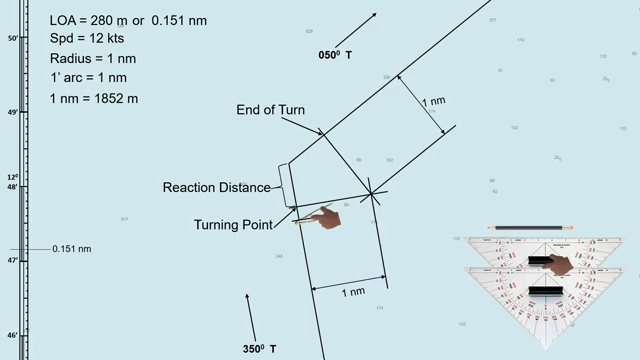 LOA = 280 m or 0.151 nm
Spd = 12 kts
Radius = 1 nm
1' arc = 1 nm
1 nm = 1852 m
50'
49'
12⁰
48'
47'
46'
050⁰ T
1 nm
End of Turn
Reaction Distance
Turning Point
0.151 nm
1 nm
350⁰ T